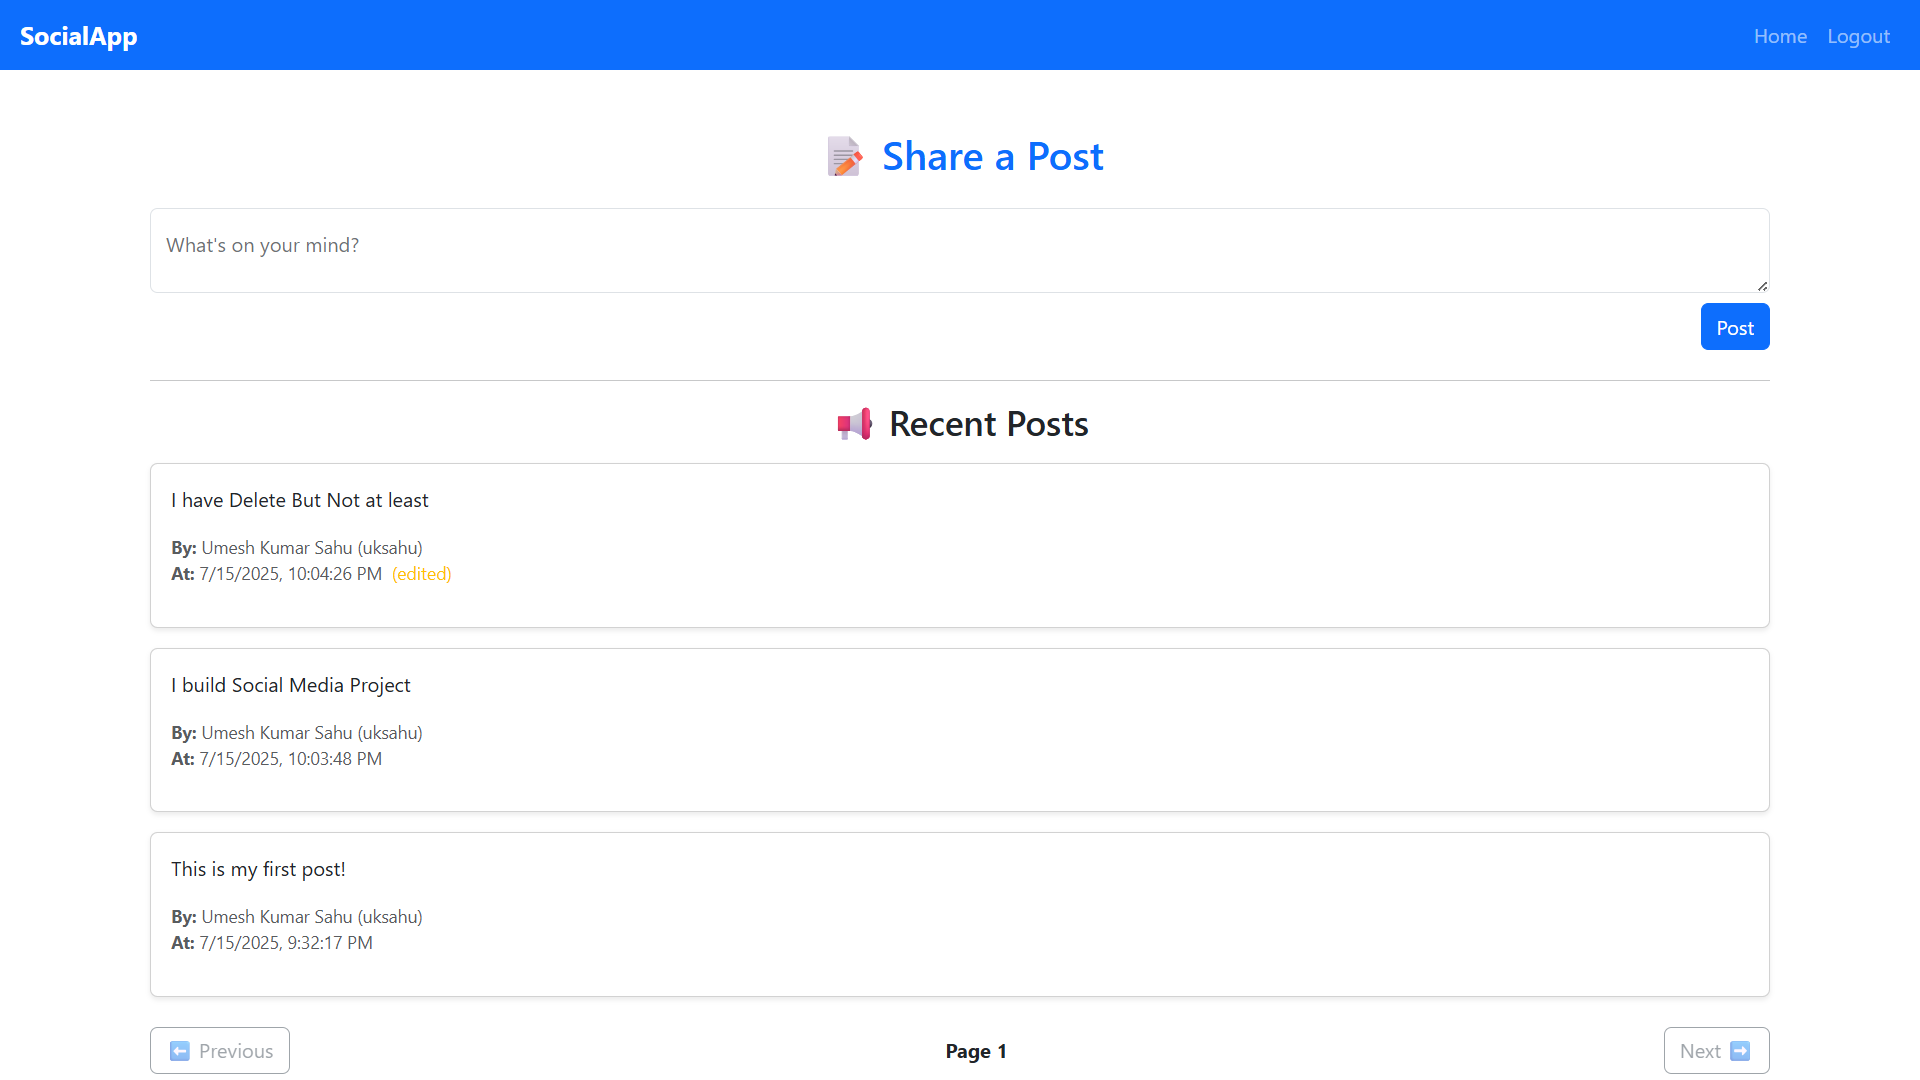 SocialApp
Home
Logout
Share a Post
What's on your mind?
Post
Recent Posts
I have Delete But Not at least
By: Umesh Kumar Sahu (uksahu)
At: 7/15/2025, 10:04:26 PM (edited)
I build Social Media Project
By: Umesh Kumar Sahu (uksahu)
At: 7/15/2025, 10:03:48 PM
This is my first post!
By: Umesh Kumar Sahu (uksahu)
At: 7/15/2025, 9:32:17 PM
Previous
Page 1
Next